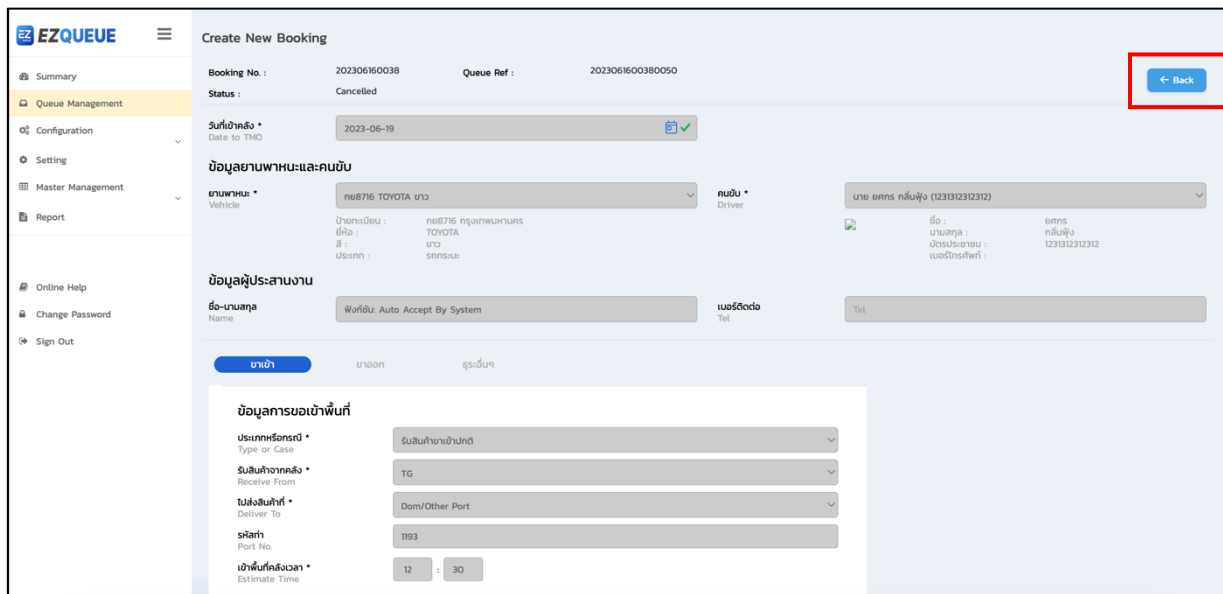 EZ EZQUEUE
Create New Booking
Summary
Queue Management
Configuration
Setting
Master Management
Report
Online Help
Change Password
Sign Out
Booking No. : 202306160038 Queue Ref : 2023061600380050
← Back
Status : Cancelled
วันที่เข้าคลัง * 2023-06-19
Date to TMO
ข้อมูลยานพาหนะและคนขับ
ยานพาหนะ * กย8716 TOYOTA ขาว คนขับ * นาย ยศกร กลิ่นฟุ้ง (1231312312312)
Vehicle Driver
ป้ายทะเบียน : กย8716 กรุงเทพมหานคร ชื่อ : ยศกร
ยี่ห้อ : TOYOTA นามสกุล : กลิ่นฟุ้ง
สี : ขาว บัตรประชาชน : 1231312312312
ประเภท : รถกระบะ เบอร์โทรศัพท์ :
ข้อมูลผู้ประสานงาน
ชื่อ-นามสกุล ฟังก์ชัน: Auto Accept By System เบอร์ติดต่อ Tel
Name Tel
ขาเข้า ขาออก ธุระอื่นๆ
ข้อมูลการขอเข้าพื้นที่
ประเภทหรือกรณี * รับสินค้าขาเข้าปกติ
Type or Case
รับสินค้าจากคลัง * TG
Receive From
ไปส่งสินค้าที่ * Dom/Other Port
Deliver To
รหัสท่า 1193
Port No.
เข้าพื้นที่คลังเวลา * 12 : 30
Estimate Time